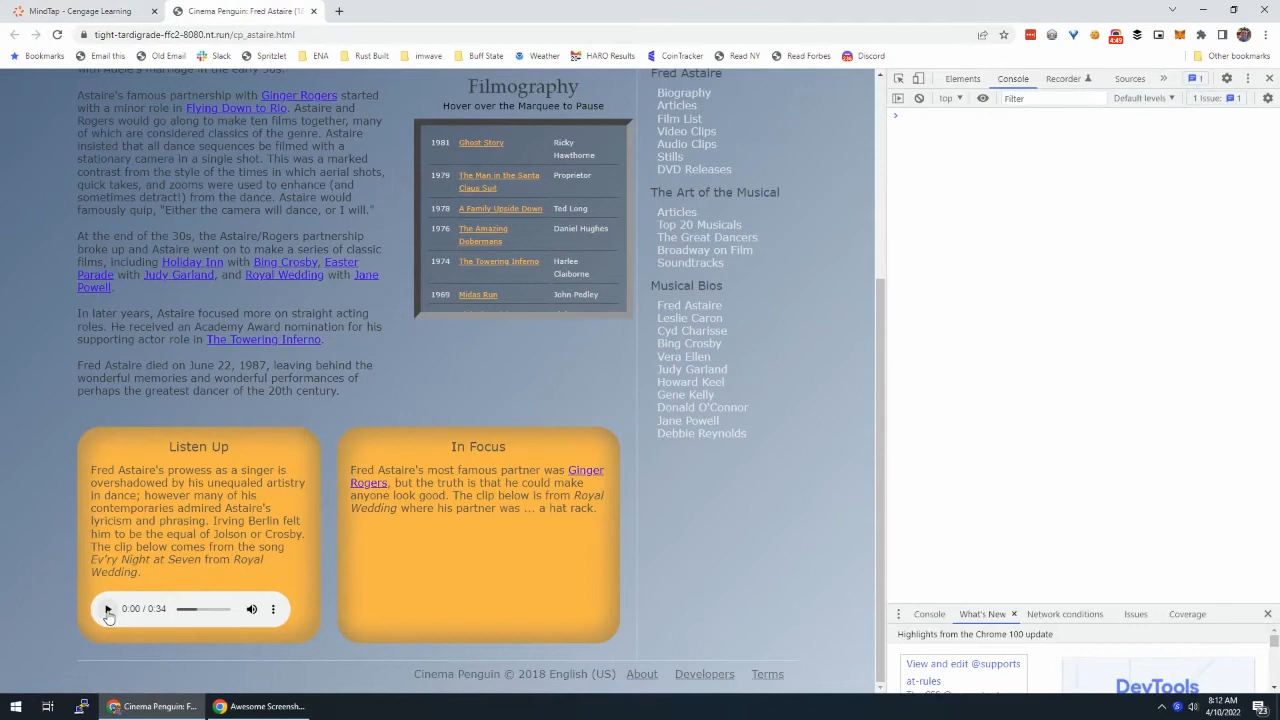 MindTap - Cengage Learning
Cinema Penguin: Fred Astaire (1
tight-tardigrade-ffc2-8080.nt.run/cp_astaire.html
4:49
Bookmarks Email this Old Email Slack Spritzlet ENA Rust Built imwave Buff State Weather HARO Results CoinTracker Read NY Read Forbes Discord Other bookmarks
with Adele's marriage in the early 30s.
Astaire's famous partnership with Ginger Rogers started
with a minor role in Flying Down to Rio. Astaire and
Rogers would go along to make ten films together, many
of which are considered classics of the genre. Astaire
insisted that all dance sequences be filmed with a
stationary camera in a single shot. This was a marked
contrast from the style of the times in which aerial shots,
quick takes, and zooms were used to enhance (and
sometimes detract!) from the dance. Astaire would
famously quip, "Either the camera will dance, or I will."
At the end of the 30s, the Astaire/Rogers partnership
broke up and Astaire went on to make a series of classic
films, including Holiday Inn with Bing Crosby, Easter
Parade with Judy Garland, and Royal Wedding with Jane
Powell.
In later years, Astaire focused more on straight acting
roles. He received an Academy Award nomination for his
supporting actor role in The Towering Inferno.
Fred Astaire died on June 22, 1987, leaving behind the
wonderful memories and wonderful performances of
perhaps the greatest dancer of the 20th century.
Filmography
Hover over the Marquee to Pause
1981 Ghost Story Ricky
Hawthorne
1979 The Man in the Santa Proprietor
Claus Suit
1978 A Family Upside Down Ted Long
1976 The Amazing Daniel Hughes
Dobermans
1974 The Towering Inferno Harlee
Claiborne
1969 Midas Run John Pedley
Fred Astaire
Biography
Articles
Film List
Video Clips
Audio Clips
Stills
DVD Releases
The Art of the Musical
Articles
Top 20 Musicals
The Great Dancers
Broadway on Film
Soundtracks
Musical Bios
Fred Astaire
Leslie Caron
Cyd Charisse
Bing Crosby
Vera Ellen
Judy Garland
Howard Keel
Gene Kelly
Donald O'Connor
Jane Powell
Debbie Reynolds
Listen Up
Fred Astaire's prowess as a singer is
overshadowed by his unequaled artistry
in dance; however many of his
contemporaries admired Astaire's
lyricism and phrasing. Irving Berlin felt
him to be the equal of Jolson or Crosby.
The clip below comes from the song
Ev'ry Night at Seven from Royal
Wedding.
0:00 / 0:34
In Focus
Fred Astaire's most famous partner was Ginger
Rogers, but the truth is that he could make
anyone look good. The clip below is from Royal
Wedding where his partner was ... a hat rack.
Cinema Penguin © 2018 English (US) About Developers Terms
Elements Console Recorder Sources » 1
top Filter Default levels 1 Issue: 1
Console What's New Network conditions Issues Coverage
Highlights from the Chrome 100 update
View and edit @supports
at-rules
DevTools
Cinema Penguin: F... Awesome Screensh...
8:12 AM
4/10/2022
23